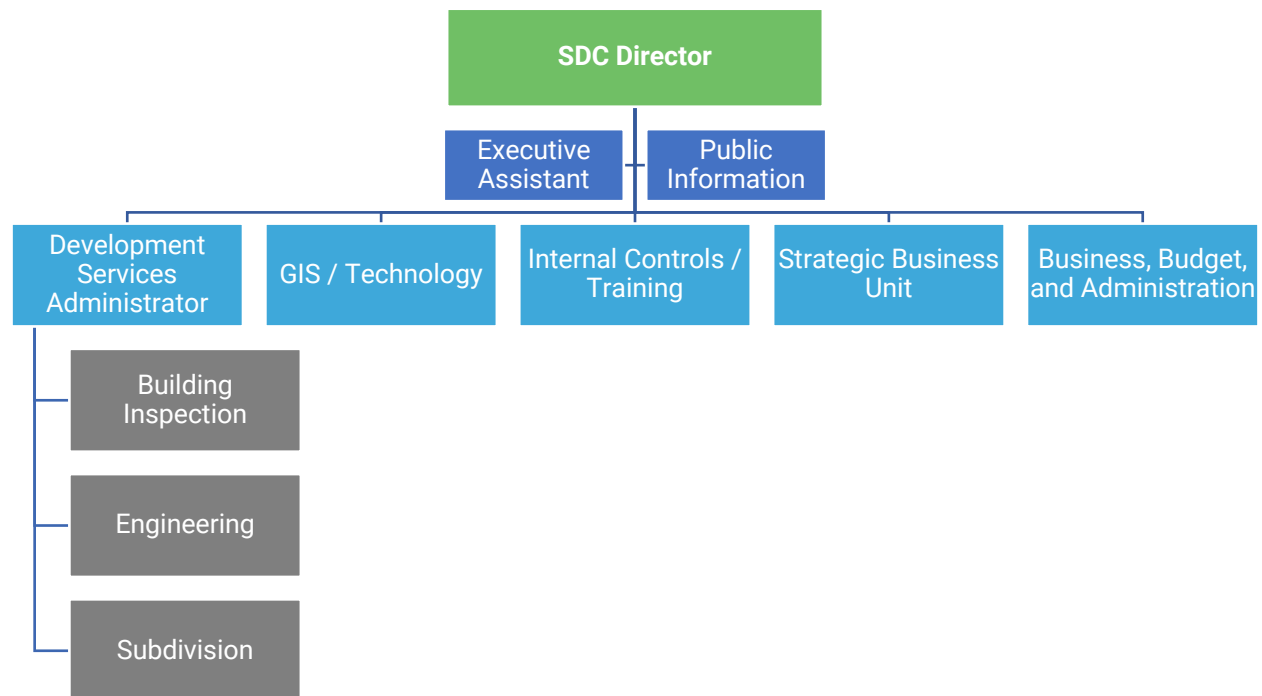 SDC Director
Executive
Assistant
Public
Information
Development
Services
Administrator
GIS / Technology
Internal Controls /
Training
Strategic Business
Unit
Business, Budget,
and Administration
Building
Inspection
Engineering
Subdivision